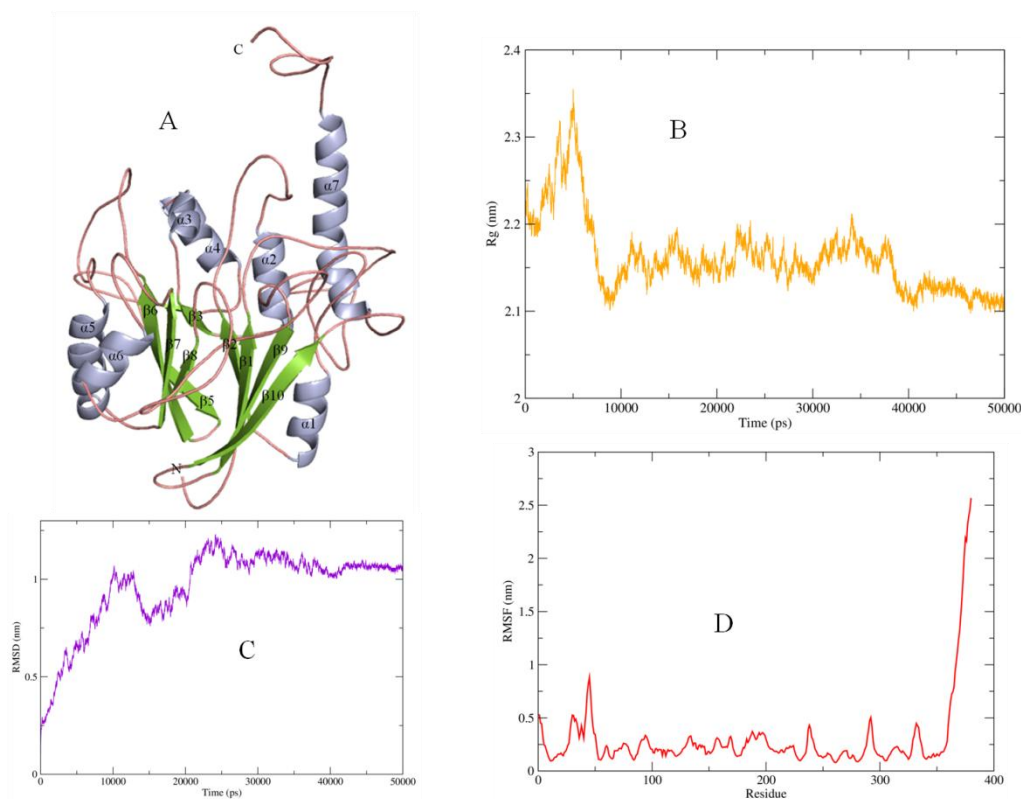 A
C
α7
α3
α4
α2
β6
β3
α5
β7
β2
β9
α6
β8
β1
β5
β10
α1
N
B
2.4
2.3
2.2
2.1
2
Rg (nm)
0
10000
20000
30000
40000
50000
Time (ps)
C
1
0.5
0
RMSD (nm)
0
10000
20000
30000
40000
50000
Time (ps)
D
3
2.5
2
1.5
1
0.5
0
RMSF (nm)
0
100
200
300
400
Residue